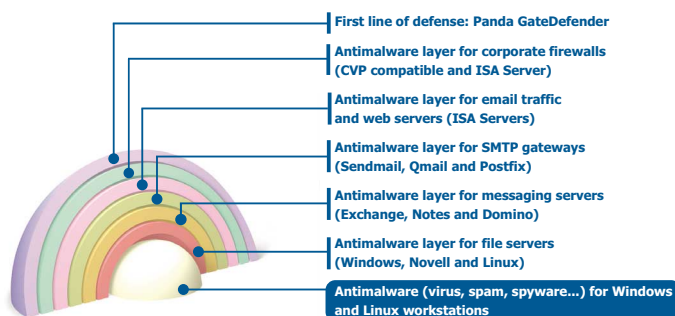 First line of defense: Panda GateDefender
Antimalware layer for corporate firewalls
(CVP compatible and ISA Server)
Antimalware layer for email traffic
and web servers (ISA Servers)
Antimalware layer for SMTP gateways
(Sendmail, Qmail and Postfix)
Antimalware layer for messaging servers
(Exchange, Notes and Domino)
Antimalware layer for file servers
(Windows, Novell and Linux)
Antimalware (virus, spam, spyware...) for Windows
and Linux workstations